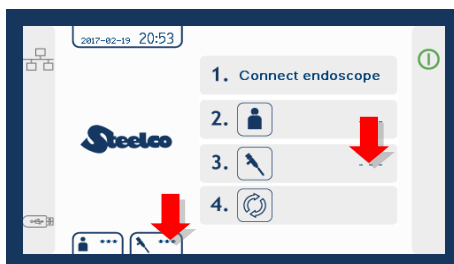 2017-02-19 20:53
1. Connect endoscope
2.
Steelco
3. ---
4.
*** ***